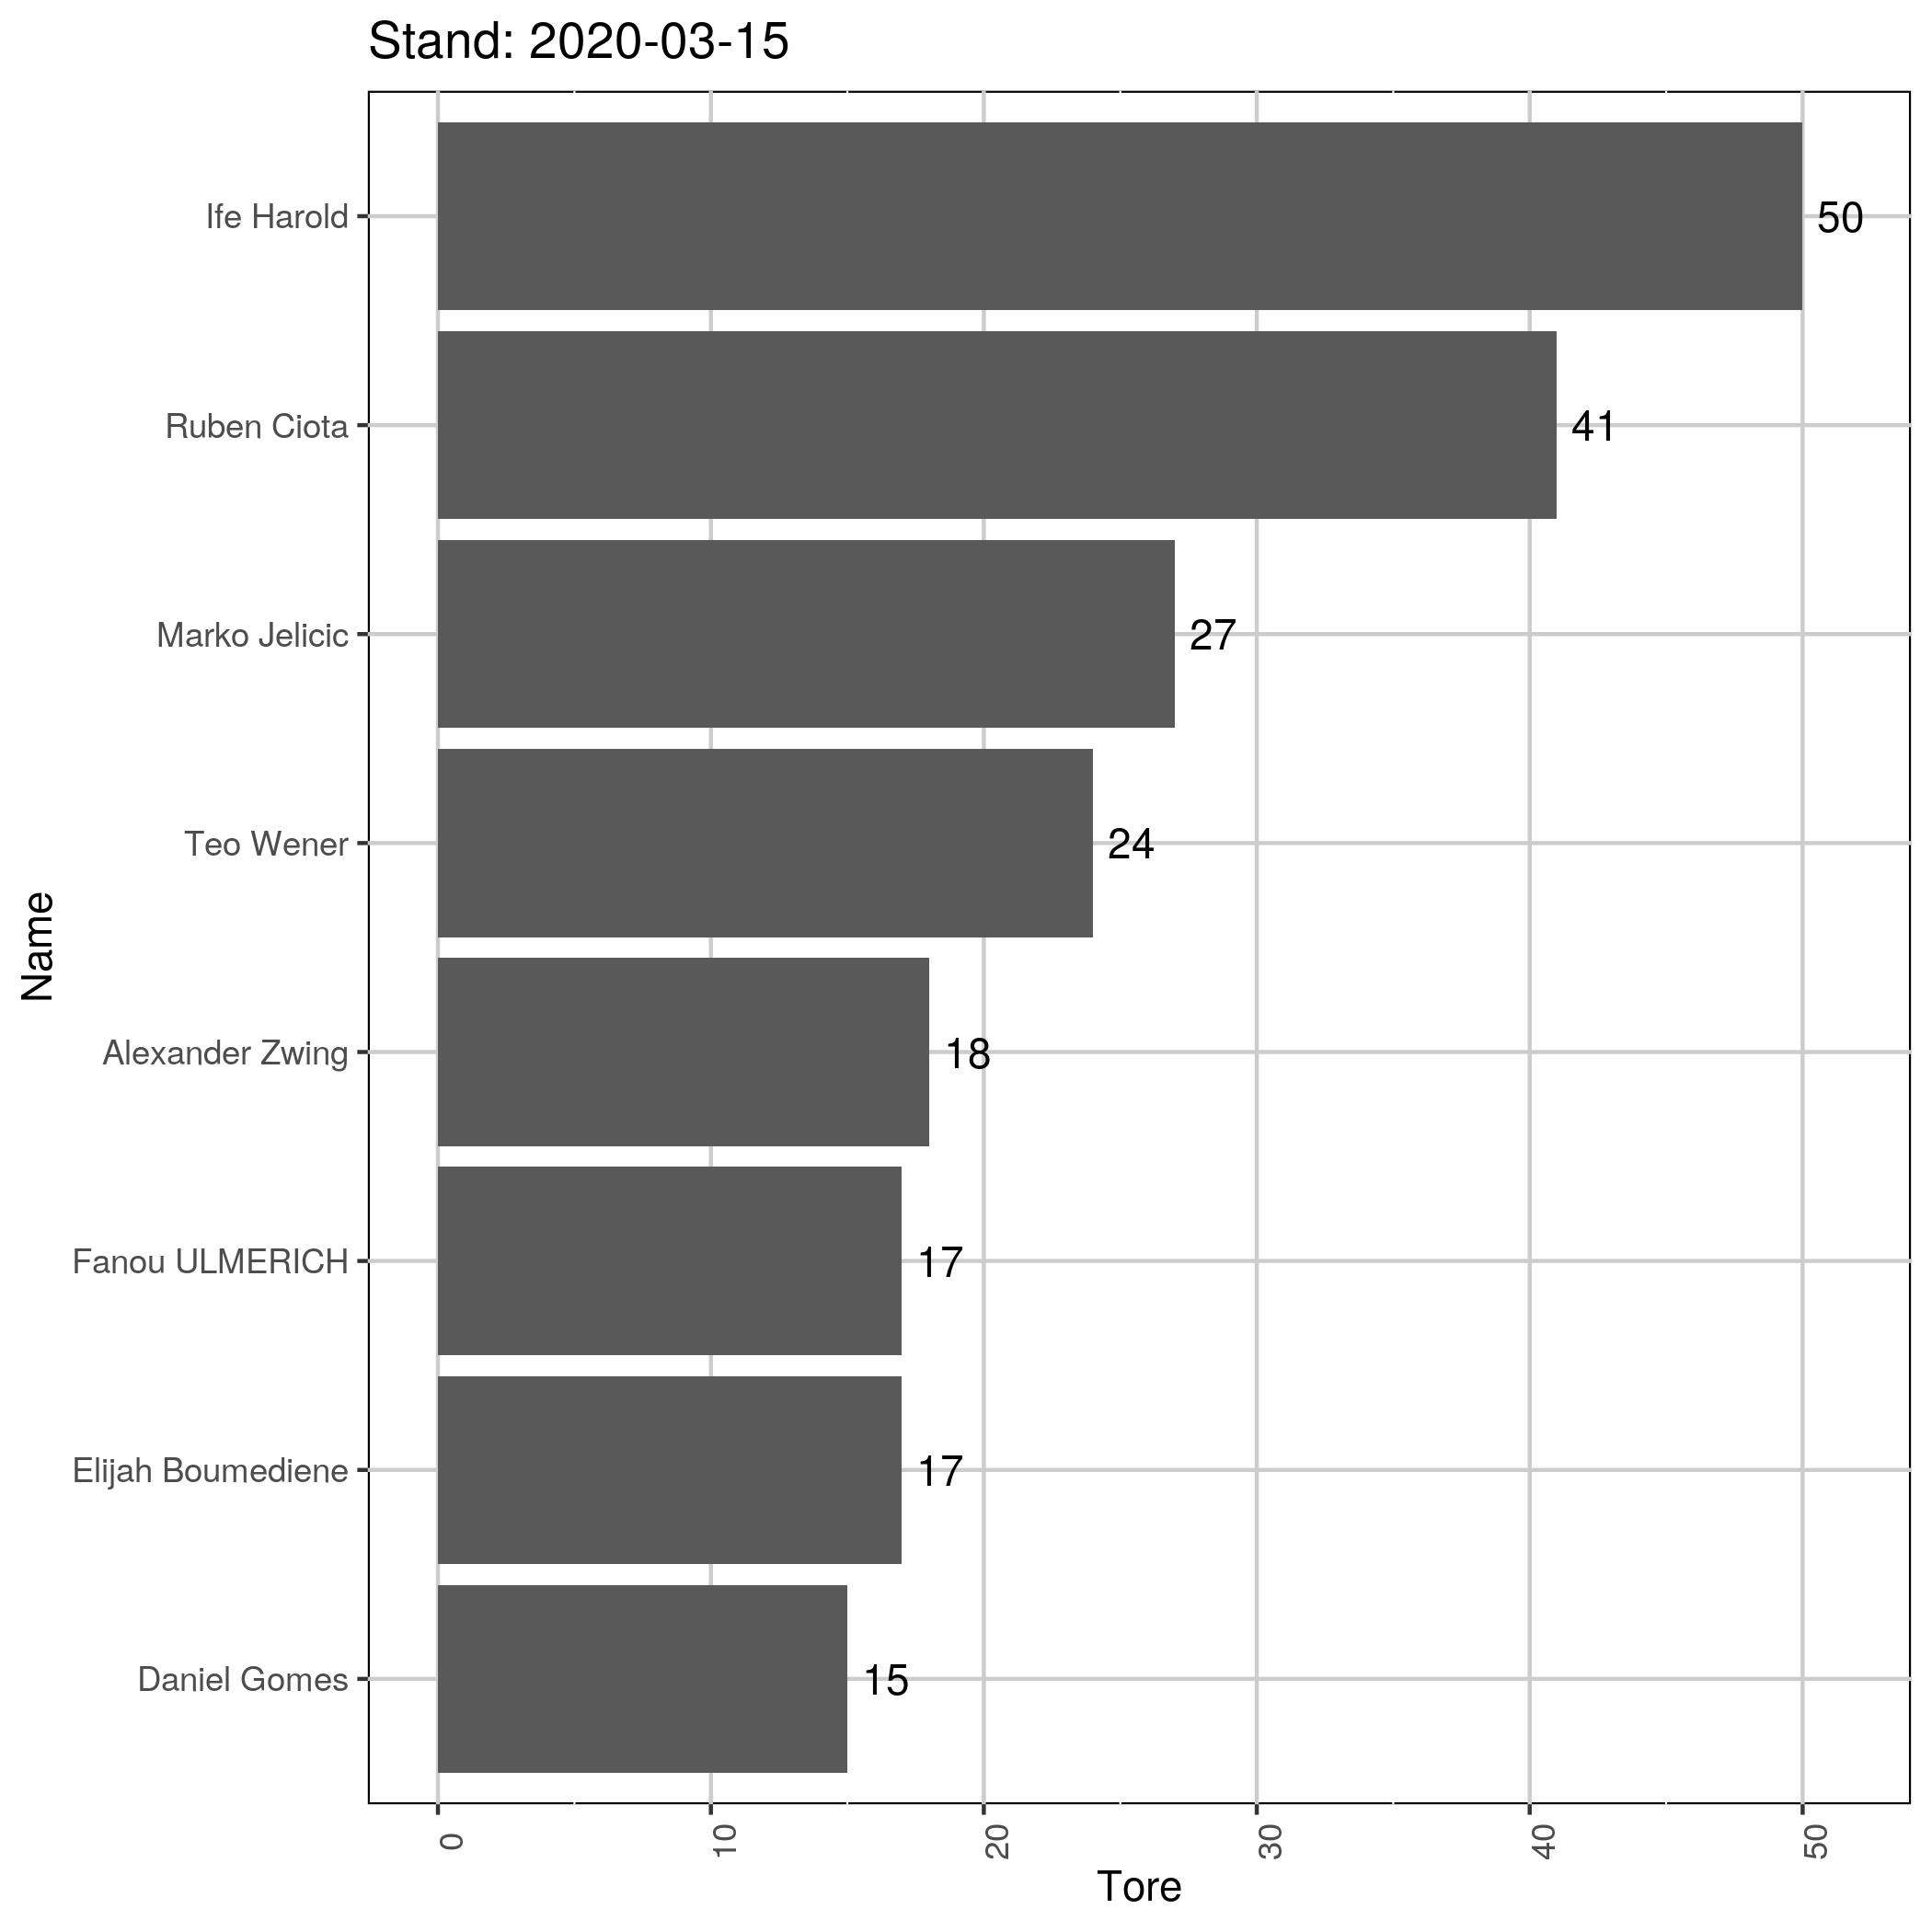 Stand: 2020-03-15
Ife Harold
50
Ruben Ciota
41
Marko Jelicic
27
Teo Wener
24
Name
Alexander Zwing
18
Fanou ULMERICH
17
Elijah Boumediene
17
Daniel Gomes
15
0 10 20 30 40 50
Tore